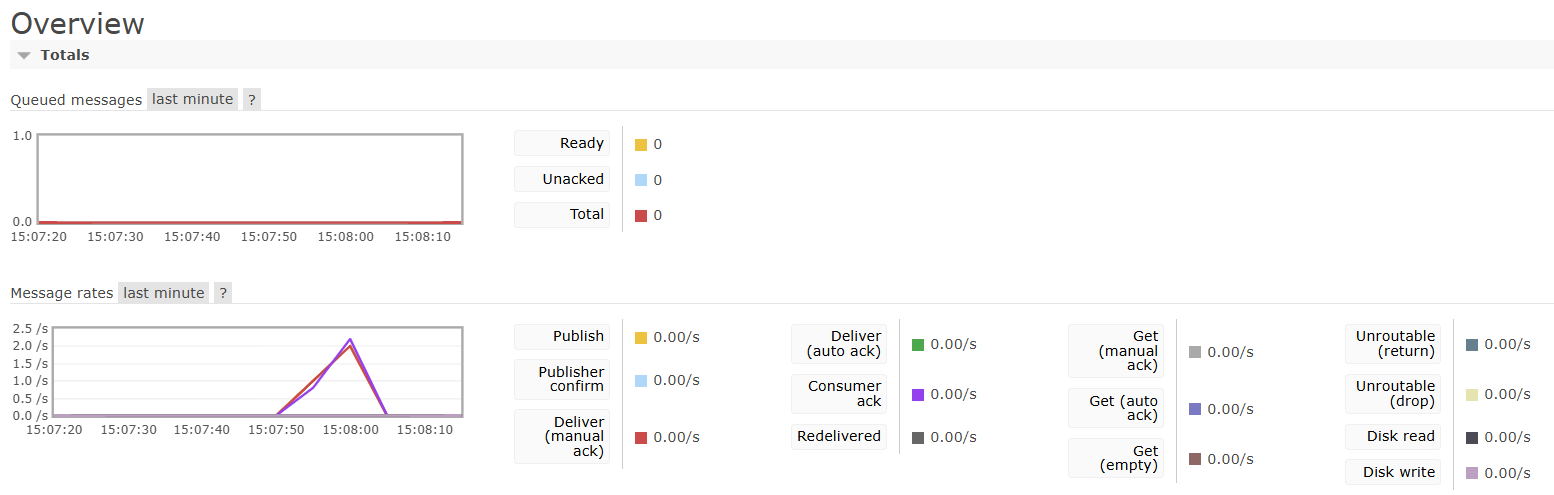 Overview
Totals
Queued messages last minute ?
1.0
0.0
15:07:20 15:07:30 15:07:40 15:07:50 15:08:00 15:08:10
Ready 0
Unacked 0
Total 0
Message rates last minute ?
2.5 /s
2.0 /s
1.5 /s
1.0 /s
0.5 /s
0.0 /s
15:07:20 15:07:30 15:07:40 15:07:50 15:08:00 15:08:10
Publish 0.00/s
Publisher
confirm 0.00/s
Deliver
(manual
ack) 0.00/s
Deliver
(auto ack) 0.00/s
Consumer
ack 0.00/s
Redelivered 0.00/s
Get
(manual
ack) 0.00/s
Get (auto
ack) 0.00/s
Get
(empty) 0.00/s
Unroutable
(return) 0.00/s
Unroutable
(drop) 0.00/s
Disk read 0.00/s
Disk write 0.00/s